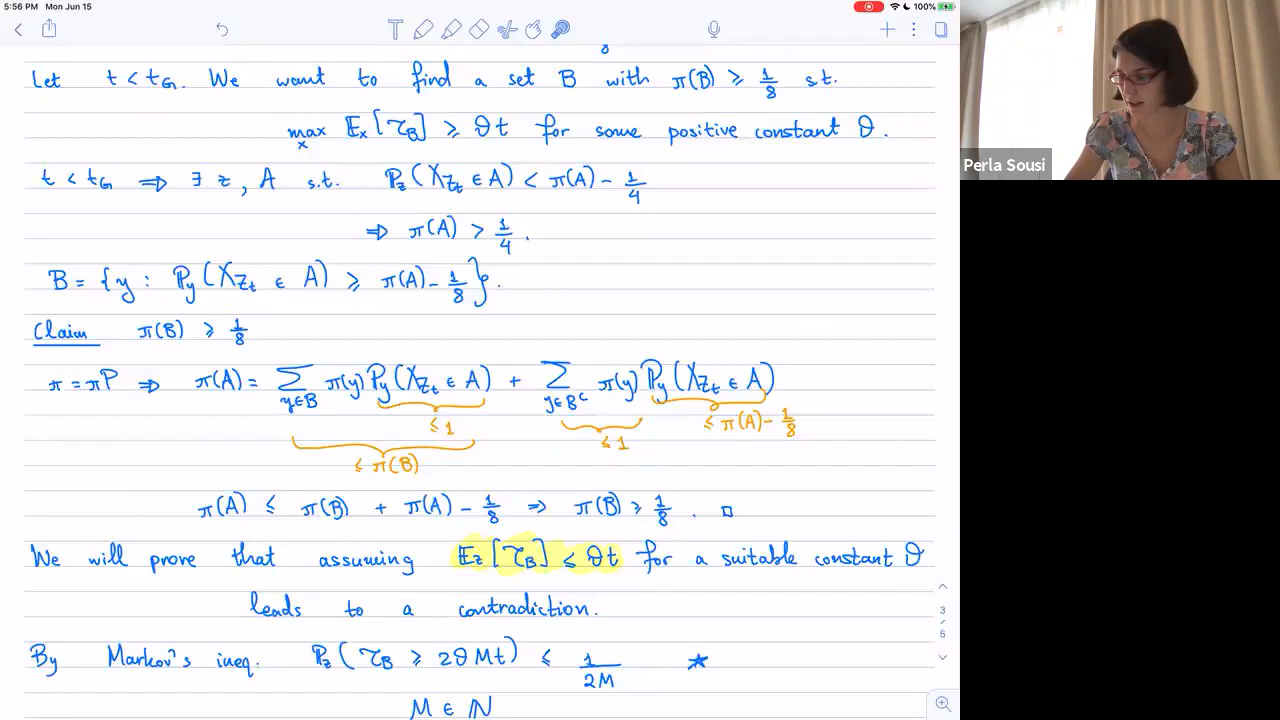 5:56 PM Mon Jun 15
100%
8
Let t < t_G. We want to find a set B with π(B) ≥ 1/8 s.t.
max_x 𝔼_x[τ_B] ≥ θt for some positive constant θ.
t < t_G ⟹ ∃ z, A s.t. ℙ_z(X_{Z_t} ∈ A) < π(A) - 1/4
⟹ π(A) > 1/4.
B = {y : ℙ_y(X_{Z_t} ∈ A) ≥ π(A) - 1/8}.
Claim π(B) ≥ 1/8
π = πP ⟹ π(A) = ∑_{y∈B} π(y) ℙ_y(X_{Z_t} ∈ A) + ∑_{y∈B^c} π(y) ℙ_y(X_{Z_t} ∈ A)
≤ 1 ≤ 1 ≤ π(A) - 1/8
≤ π(B)
π(A) ≤ π(B) + π(A) - 1/8 ⟹ π(B) ≥ 1/8. □
We will prove that assuming 𝔼_z[τ_B] ≤ θt for a suitable constant θ
leads to a contradiction.
By Markov's ineq. ℙ_z(τ_B ≥ 2θMt) ≤ 1/2M ★
M ∈ ℕ
3
/
5
Perla Sousi